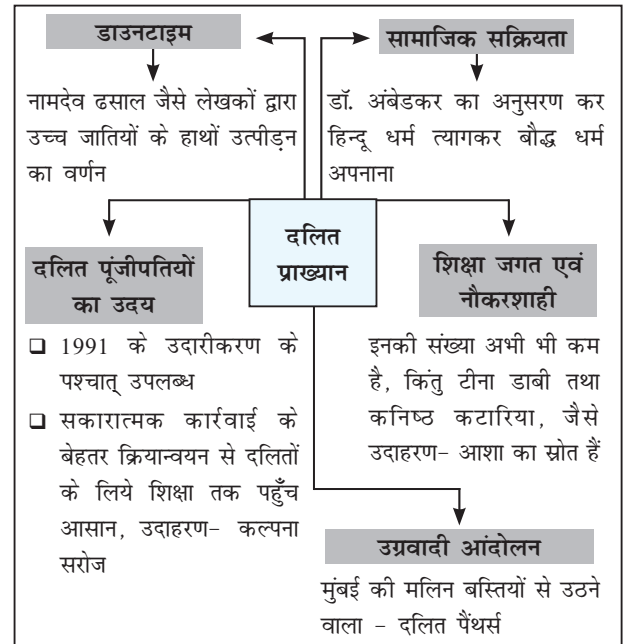 डाउनटाइम
नामदेव ढसाल जैसे लेखकों द्वारा
उच्च जातियों के हाथों उत्पीड़न
का वर्णन
सामाजिक सक्रियता
डॉ. अंबेडकर का अनुसरण कर
हिन्दू धर्म त्यागकर बौद्ध धर्म
अपनाना
दलित
प्राख्यान
दलित पूंजीपतियों
का उदय
❑ 1991 के उदारीकरण के
पश्चात् उपलब्ध
❑ सकारात्मक कार्रवाई के
बेहतर क्रियान्वयन से दलितों
के लिये शिक्षा तक पहुँच
आसान, उदाहरण- कल्पना
सरोज
शिक्षा जगत एवं
नौकरशाही
इनकी संख्या अभी भी कम
है, किंतु टीना डाबी तथा
कनिष्ठ कटारिया, जैसे
उदाहरण- आशा का स्रोत हैं
उग्रवादी आंदोलन
मुंबई की मलिन बस्तियों से उठने
वाला - दलित पैंथर्स